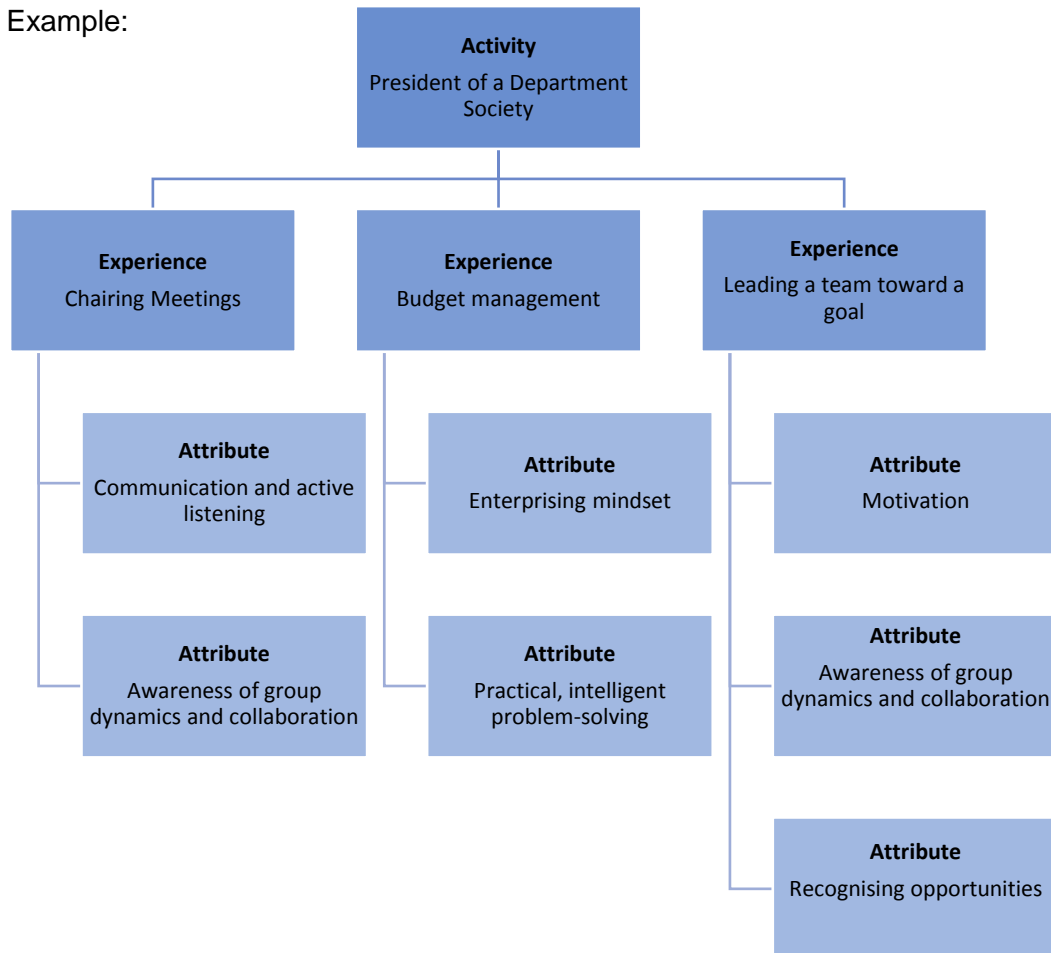 Example:
Activity
President of a Department
Society
Experience
Chairing Meetings
Experience
Budget management
Experience
Leading a team toward a
goal
Attribute
Communication and active
listening
Attribute
Enterprising mindset
Attribute
Motivation
Attribute
Awareness of group
dynamics and collaboration
Attribute
Practical, intelligent
problem-solving
Attribute
Awareness of group
dynamics and collaboration
Attribute
Recognising opportunities